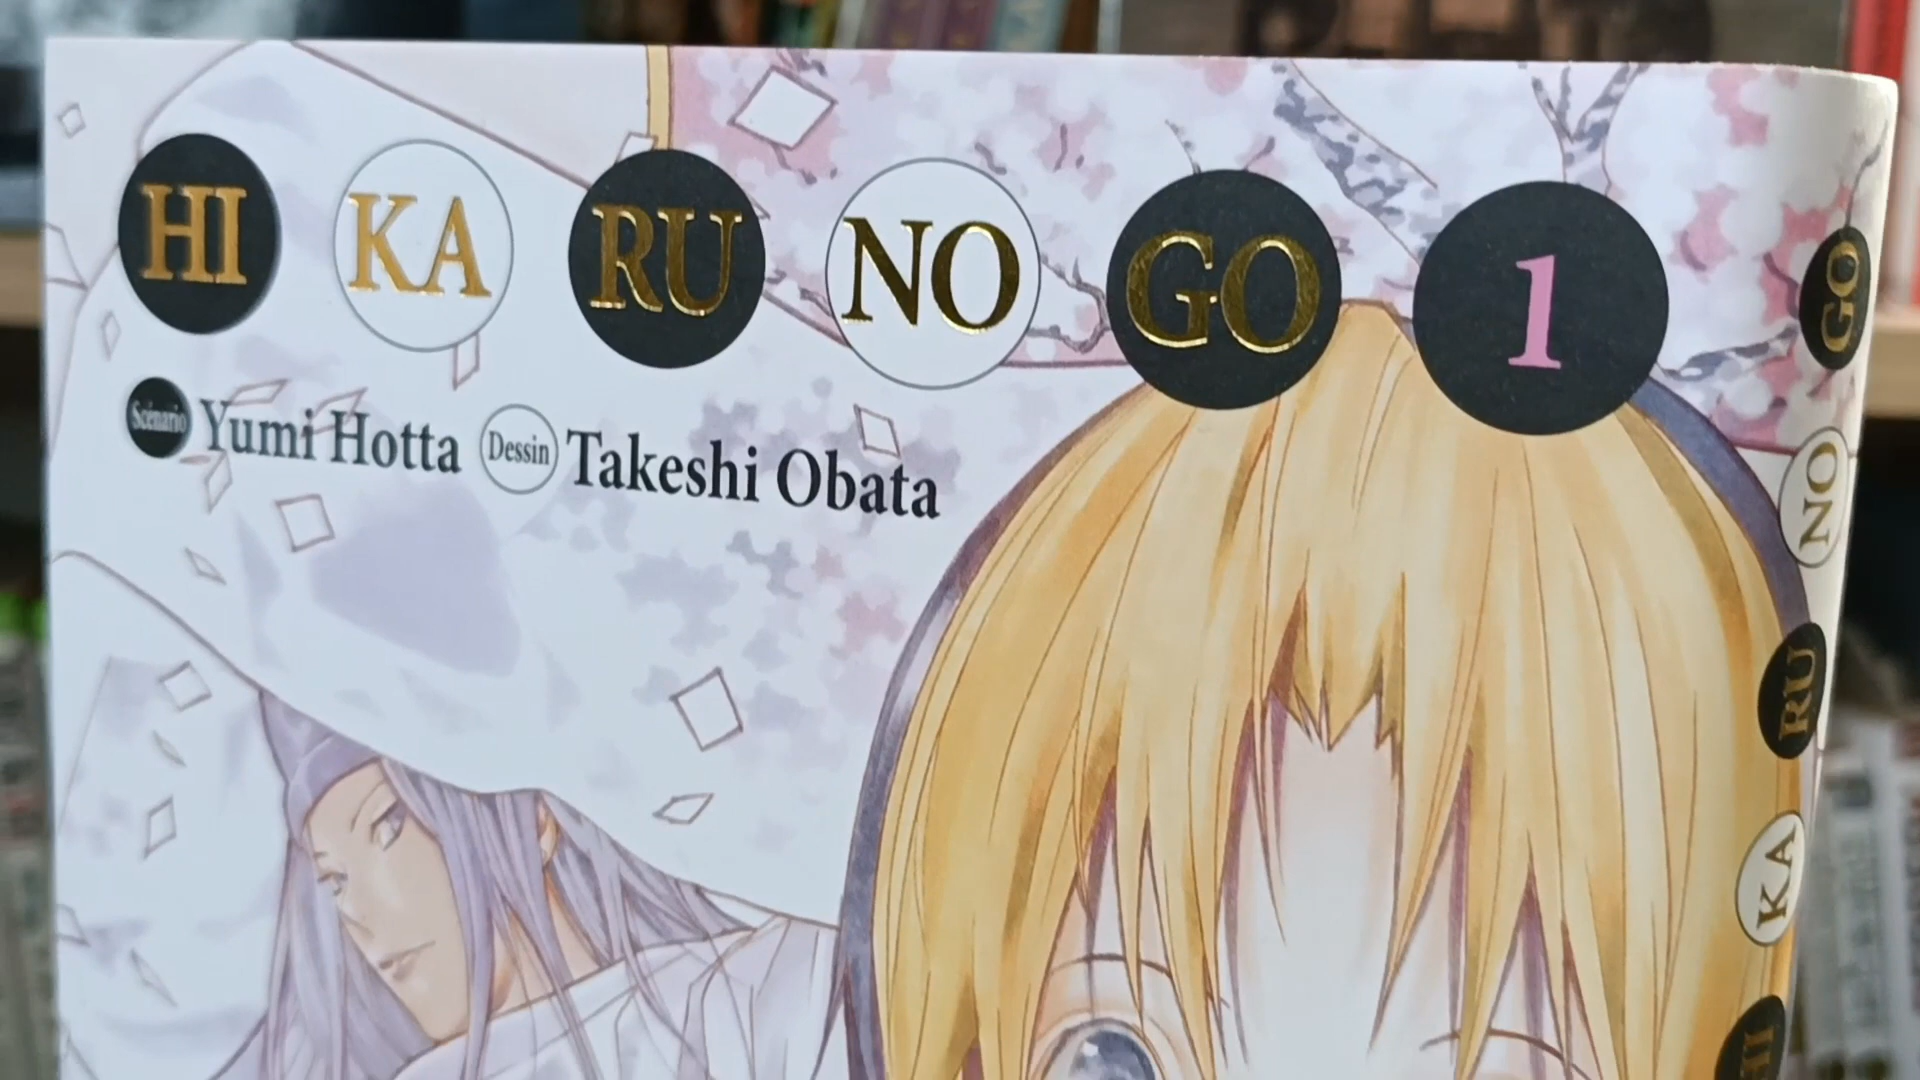 HI KA RU NO GO 1
Scénario Yumi Hotta Dessin Takeshi Obata
HI KA RU NO GO